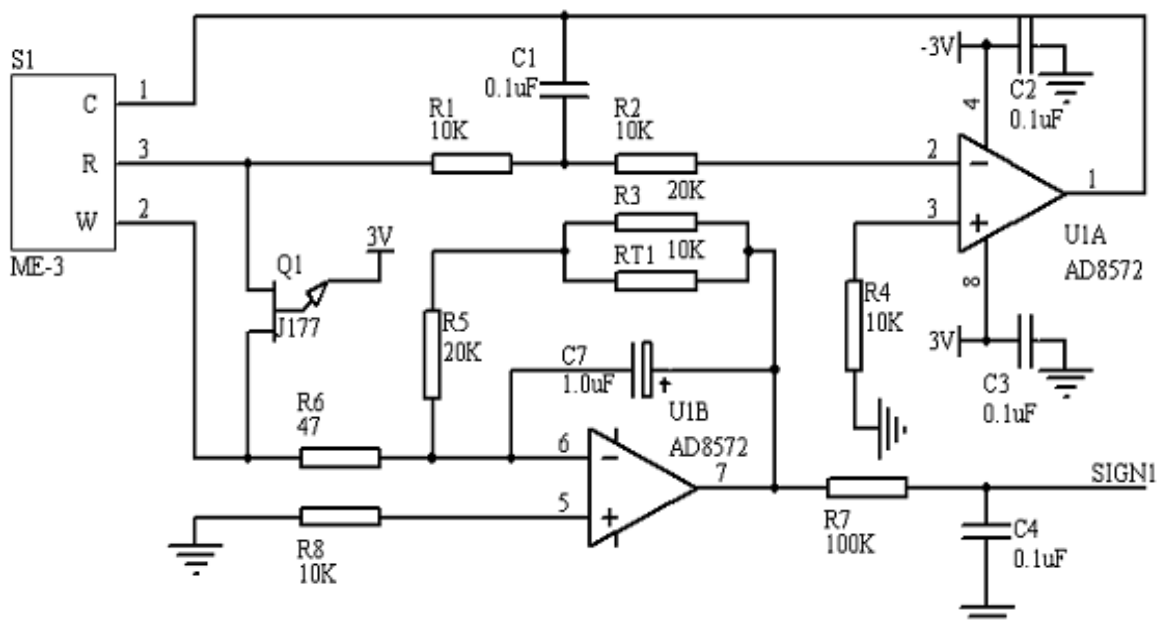 S1
C
1
R
3
W
2
ME-3
C1
0.1uF
-3V
C2
0.1uF
4
R1
10K
R2
10K
2
3
1
U1A
AD8572
8
20K
R3
10K
RT1
3V
Q1
J177
R5
20K
R4
10K
3V
C3
0.1uF
C7
1.0uF
+
U1B
AD8572
R6
47
6
5
7
R8
10K
R7
100K
SIGN1
C4
0.1uF